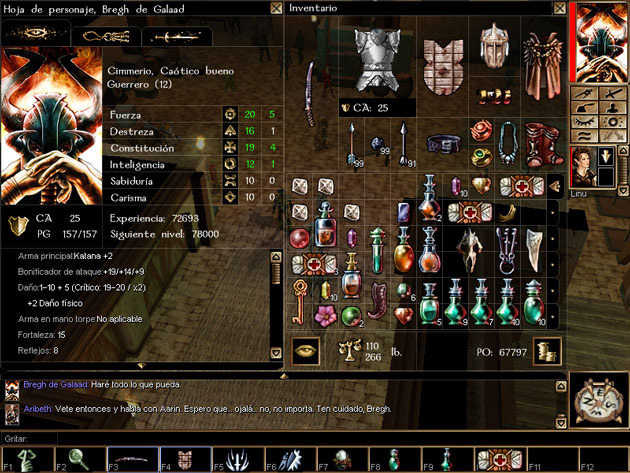 Hoja de personaje, Bregh de Galaad
Inventario
Cimmerio, Caótico bueno
Guerrero (12)
Fuerza 20 5
Destreza 16 1
Constitución 19 4
Inteligencia 12 1
Sabiduría 10 0
Carisma 10 0
CA 25
PG 157/157
Experiencia: 72693
Siguiente nivel: 78000
Arma principal:Katana +2
Bonificador de ataque:+19/+14/+9
Daño:1-10 + 5 (Crítico: 19-20 / x2)
+2 Daño físico
Arma en mano torpe:No aplicable
Fortaleza: 15
Reflejos: 8
CA: 25
99 99 91
2 10
3
10 2 6 5 9 10 10
110
266 lb.
PO: 67797
Linu
Bregh de Galaad: Haré todo lo que pueda.
Aribeth: Vete entonces y habla con Aarin. Espero que... ojalá... no, no importa. Ten cuidado, Bregh.
Gritar:
F1 F2 F3 F4 F5 F6 F7 F8 F9 F10 F11 F12